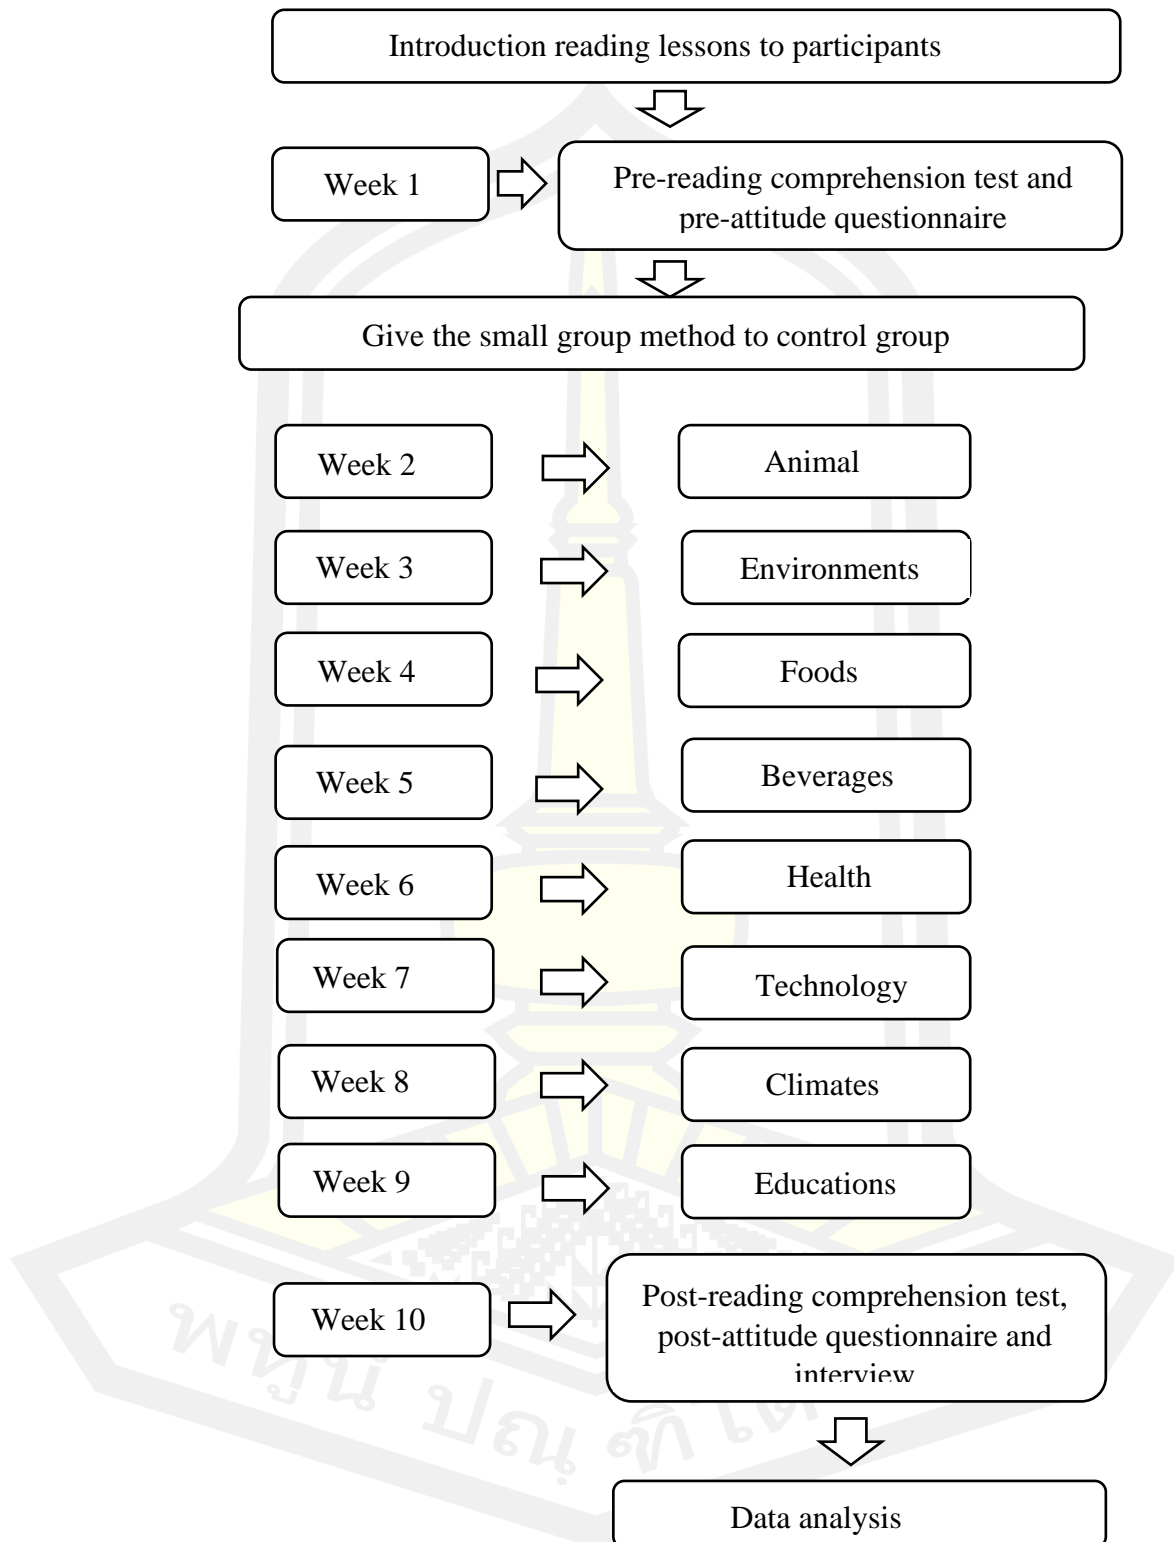 Introduction reading lessons to participants
Week 1
Pre-reading comprehension test and
pre-attitude questionnaire
Give the small group method to control group
Week 2
Animal
Week 3
Environments
Week 4
Foods
Week 5
Beverages
Week 6
Health
Week 7
Technology
Week 8
Climates
Week 9
Educations
Week 10
Post-reading comprehension test,
post-attitude questionnaire and
interview
Data analysis